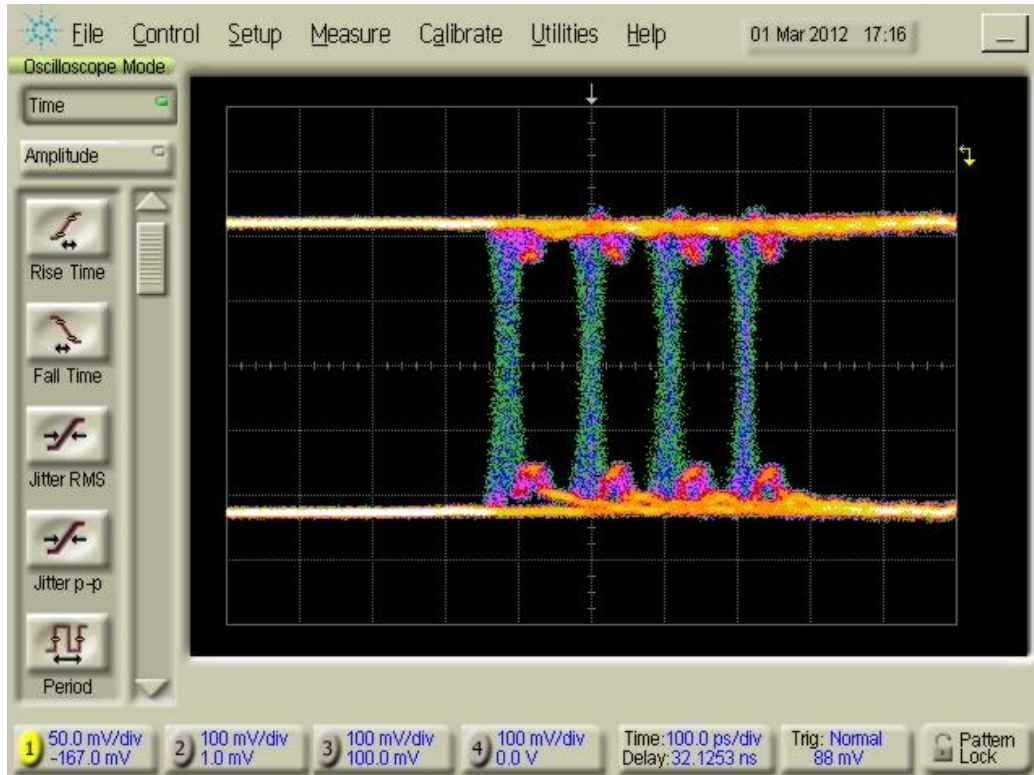 File Control Setup Measure Calibrate Utilities Help 01 Mar 2012 17:16
Oscilloscope Mode
Time
Amplitude
Rise Time
Fall Time
Jitter RMS
Jitter p-p
Period
1 50.0 mV/div
-167.0 mV
2 100 mV/div
1.0 mV
3 100 mV/div
100.0 mV
4 100 mV/div
0.0 V
Time:100.0 ps/div
Delay:32.1253 ns
Trig: Normal
88 mV
Pattern
Lock